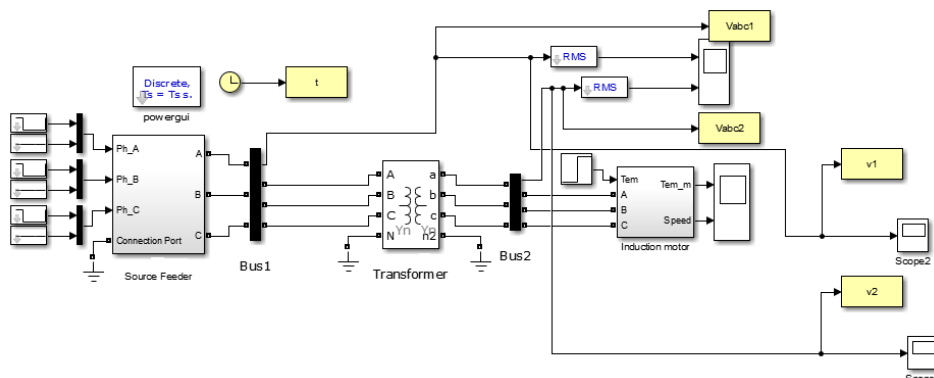 Vabc1
RMS
Discrete,
Ts = Tss.
powergui
t
RMS
Vabc2
Ph_A
A
Ph_B
B
Ph_C
C
Connection Port
Source Feeder
Bus1
A
a
B
b
C
c
Yn
Yn
N
n2
Transformer
Bus2
Tem
A
B
C
Tem_m
Speed
Induction motor
v1
Scope2
v2